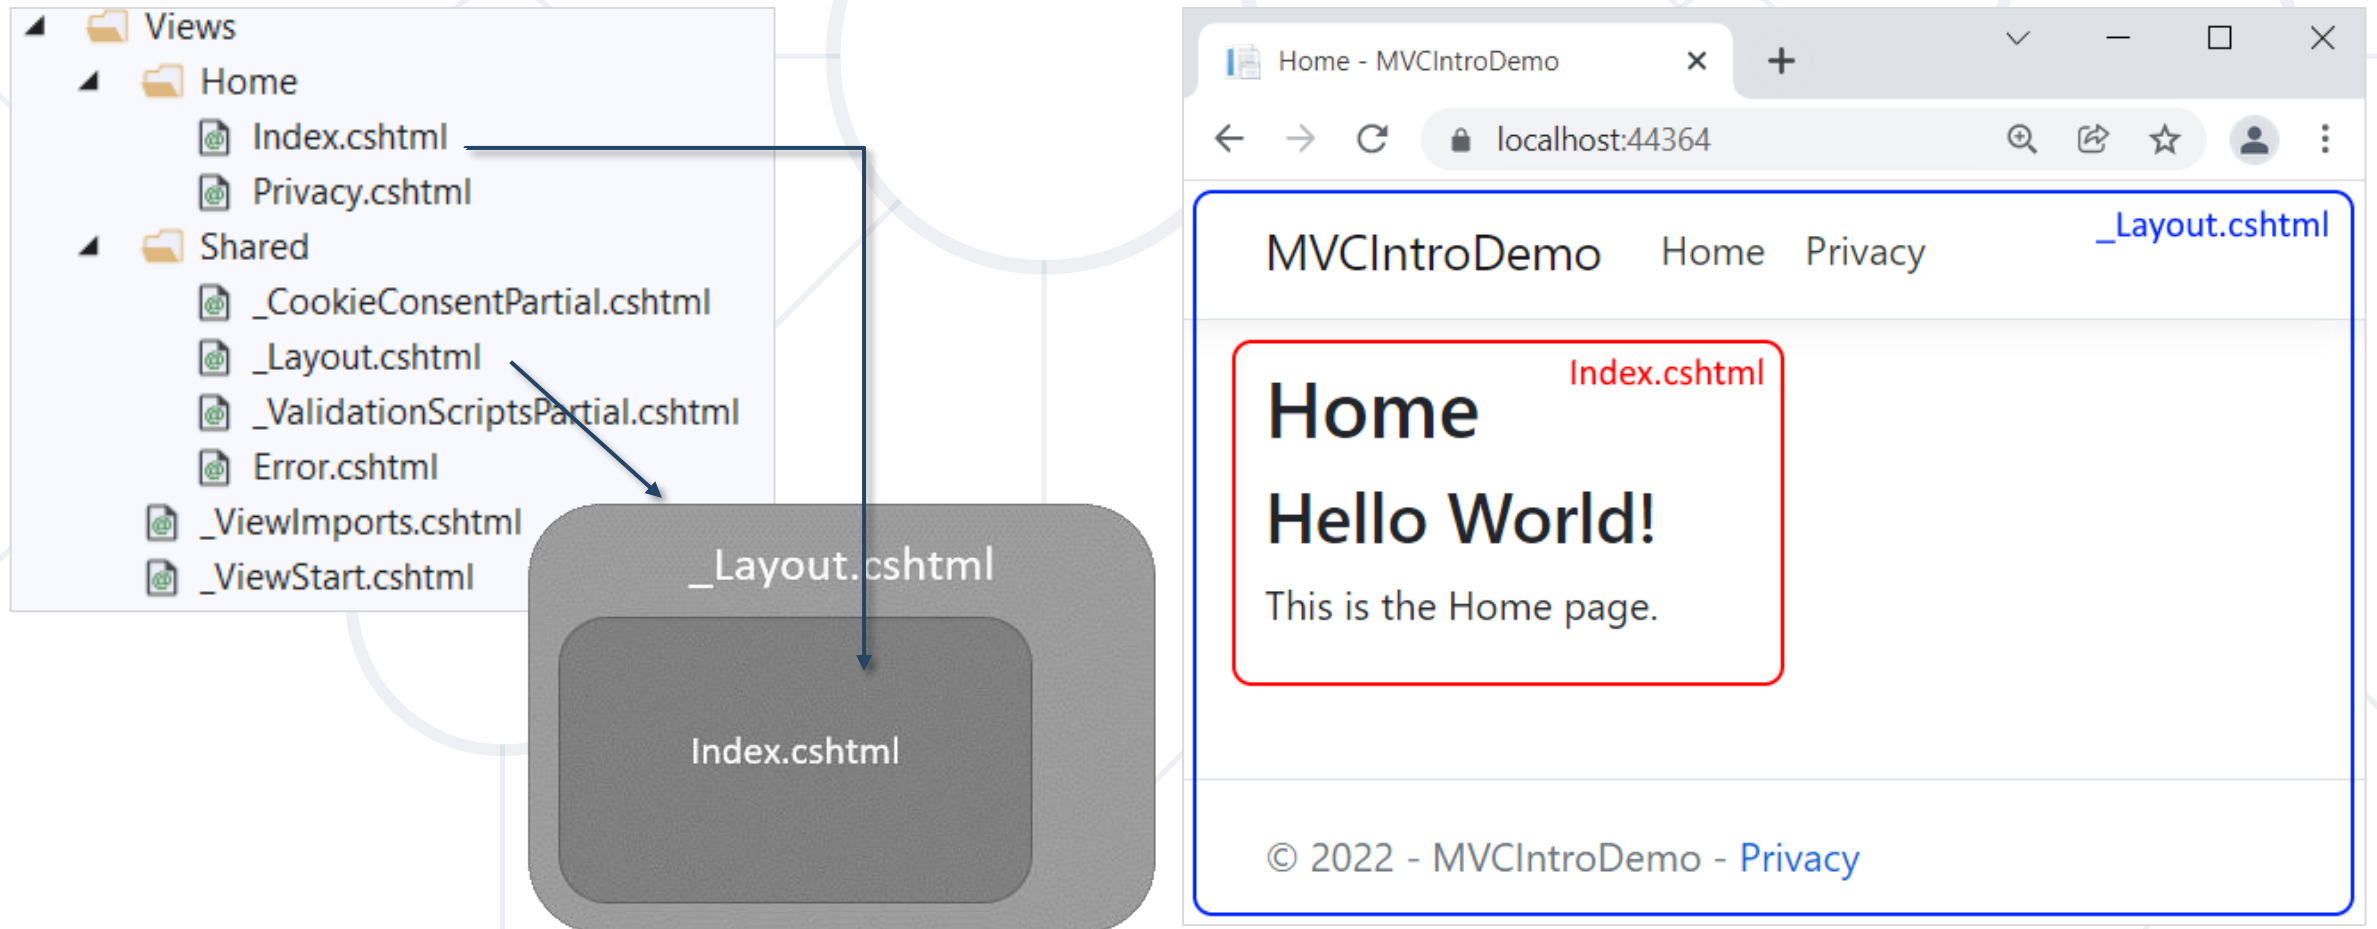 Views
Home
Index.cshtml
Privacy.cshtml
Shared
_CookieConsentPartial.cshtml
_Layout.cshtml
_ValidationScriptsPartial.cshtml
Error.cshtml
_ViewImports.cshtml
_ViewStart.cshtml
_Layout.cshtml
Index.cshtml
Home - MVCIntroDemo
localhost:44364
_Layout.cshtml
MVCIntroDemo Home Privacy
Index.cshtml
Home
Hello World!
This is the Home page.
© 2022 - MVCIntroDemo - Privacy